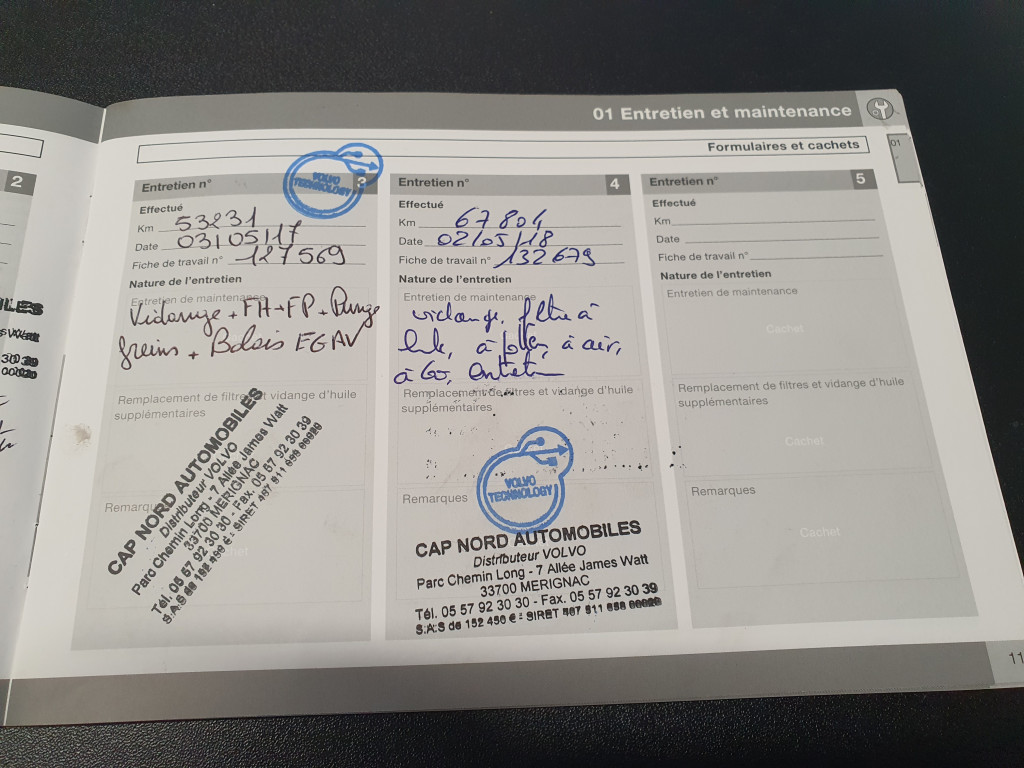 01 Entretien et maintenance
Formulaires et cachets
01
2
Entretien n° 3
Effectué
Km 53231
Date 03/05/17
Fiche de travail n° 127569
Nature de l'entretien
Entretien de maintenance
Vidange + FH + FP + Purge
freins + Balais EGAV
Remplacement de filtres et vidange d'huile
supplémentaires
Remarques
CAP NORD AUTOMOBILES
Distributeur VOLVO
Parc Chemin Long - 7 Allée James Watt
33700 MERIGNAC
Tél. 05 57 92 30 30 - Fax. 05 57 92 30 39
VOLVO
TECHNOLOGY
Entretien n° 4
Effectué
Km 67804
Date 02/05/18
Fiche de travail n° 132679
Nature de l'entretien
Entretien de maintenance
vidange, filtre à
huile, à pollen, à air,
à GO,
Remplacement de filtres et vidange d'huile
supplémentaires
Remarques
VOLVO
TECHNOLOGY
CAP NORD AUTOMOBILES
Distributeur VOLVO
Parc Chemin Long - 7 Allée James Watt
33700 MERIGNAC
Tél. 05 57 92 30 30 - Fax. 05 57 92 30 39
S.A.S de 152 450 € - SIRET
Entretien n° 5
Effectué
Km
Date
Fiche de travail n°
Nature de l'entretien
Entretien de maintenance
Cachet
Remplacement de filtres et vidange d'huile
supplémentaires
Cachet
Remarques
Cachet
11